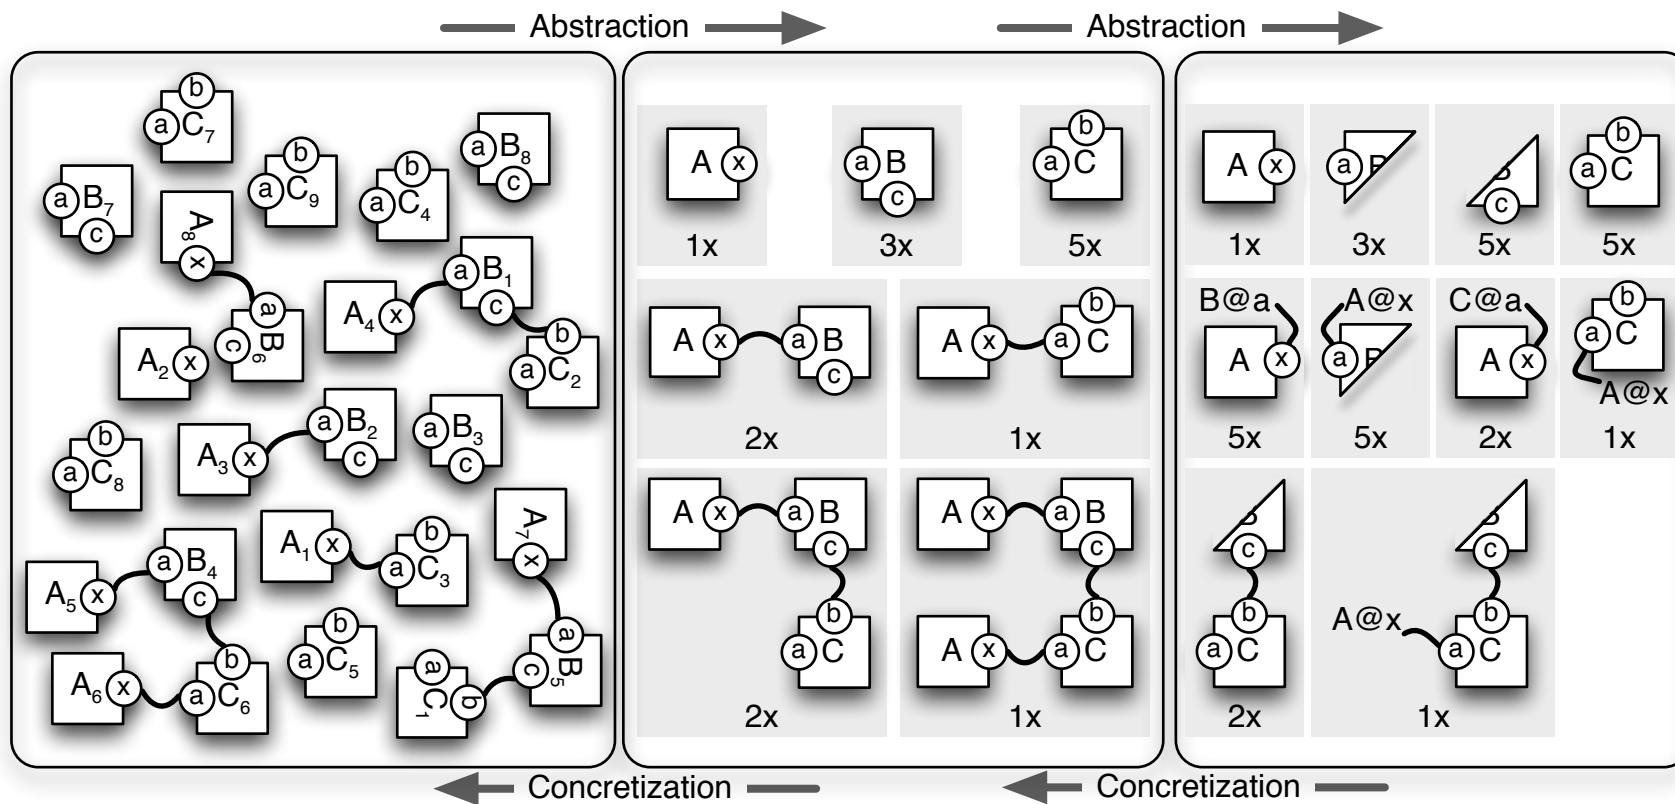 Abstraction Abstraction
b
a C7
b
a C9
b
a C4
a B8
c
a B7
c
A8
x
a B1
c
A4 x
b
a C2
a
c B6
A2 x
a B2
c
A3 x
a B3
c
b
a C8
A7
x
A1 x
b
a C3
a B4
c
A5 x
b
a C5
a
c B5
A6 x
b
a C6
a
C1 b
A x
1x
a B
c
3x
b
a C
5x
A x a B
c
2x
A x b
a C
1x
A x a B
c
b
a C
2x
A x a B
c
b
A x a C
1x
A x
1x
a B
3x
B
c
5x
b
a C
5x
B@a
A x
5x
A@x
a B
5x
C@a
A x
2x
b
a C
A@x
1x
B
c
b
a C
2x
B
c
b
A@x a C
1x
Concretization Concretization